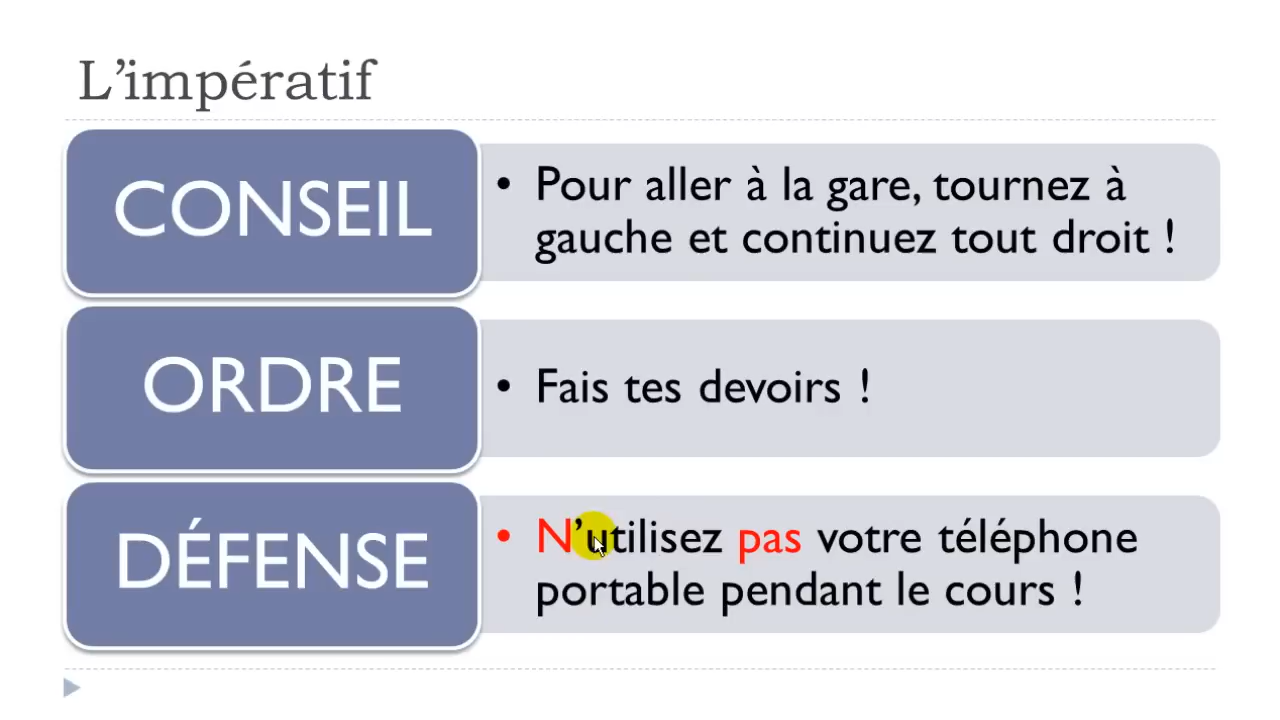 L’impératif
CONSEIL
• Pour aller à la gare, tournez à
gauche et continuez tout droit !
ORDRE
• Fais tes devoirs !
DÉFENSE
• N’utilisez pas votre téléphone
portable pendant le cours !